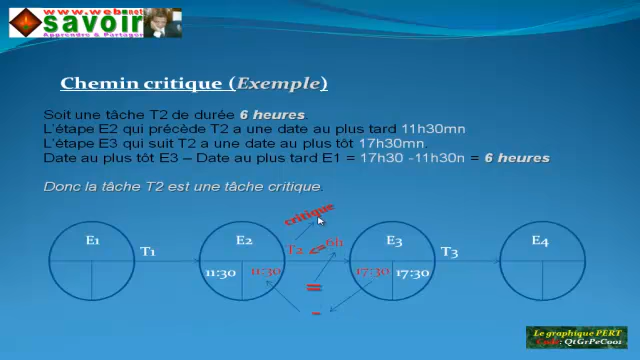 www.webnet
savoir
Apprendre & Partager
Chemin critique (Exemple)
Soit une tâche T2 de durée 6 heures.
L'étape E2 qui précède T2 a une date au plus tard 11h30mn
L'étape E3 qui suit T2 a une date au plus tôt 17h30mn.
Date au plus tôt E3 – Date au plus tard E1 = 17h30 -11h30n = 6 heures
Donc la tâche T2 est une tâche critique.
critique
E1
T1
E2
T2 <= 6h
E3
T3
E4
11:30
11:30
17:30
17:30
=
-
Le graphique PERT
Code: QtGrPeC001